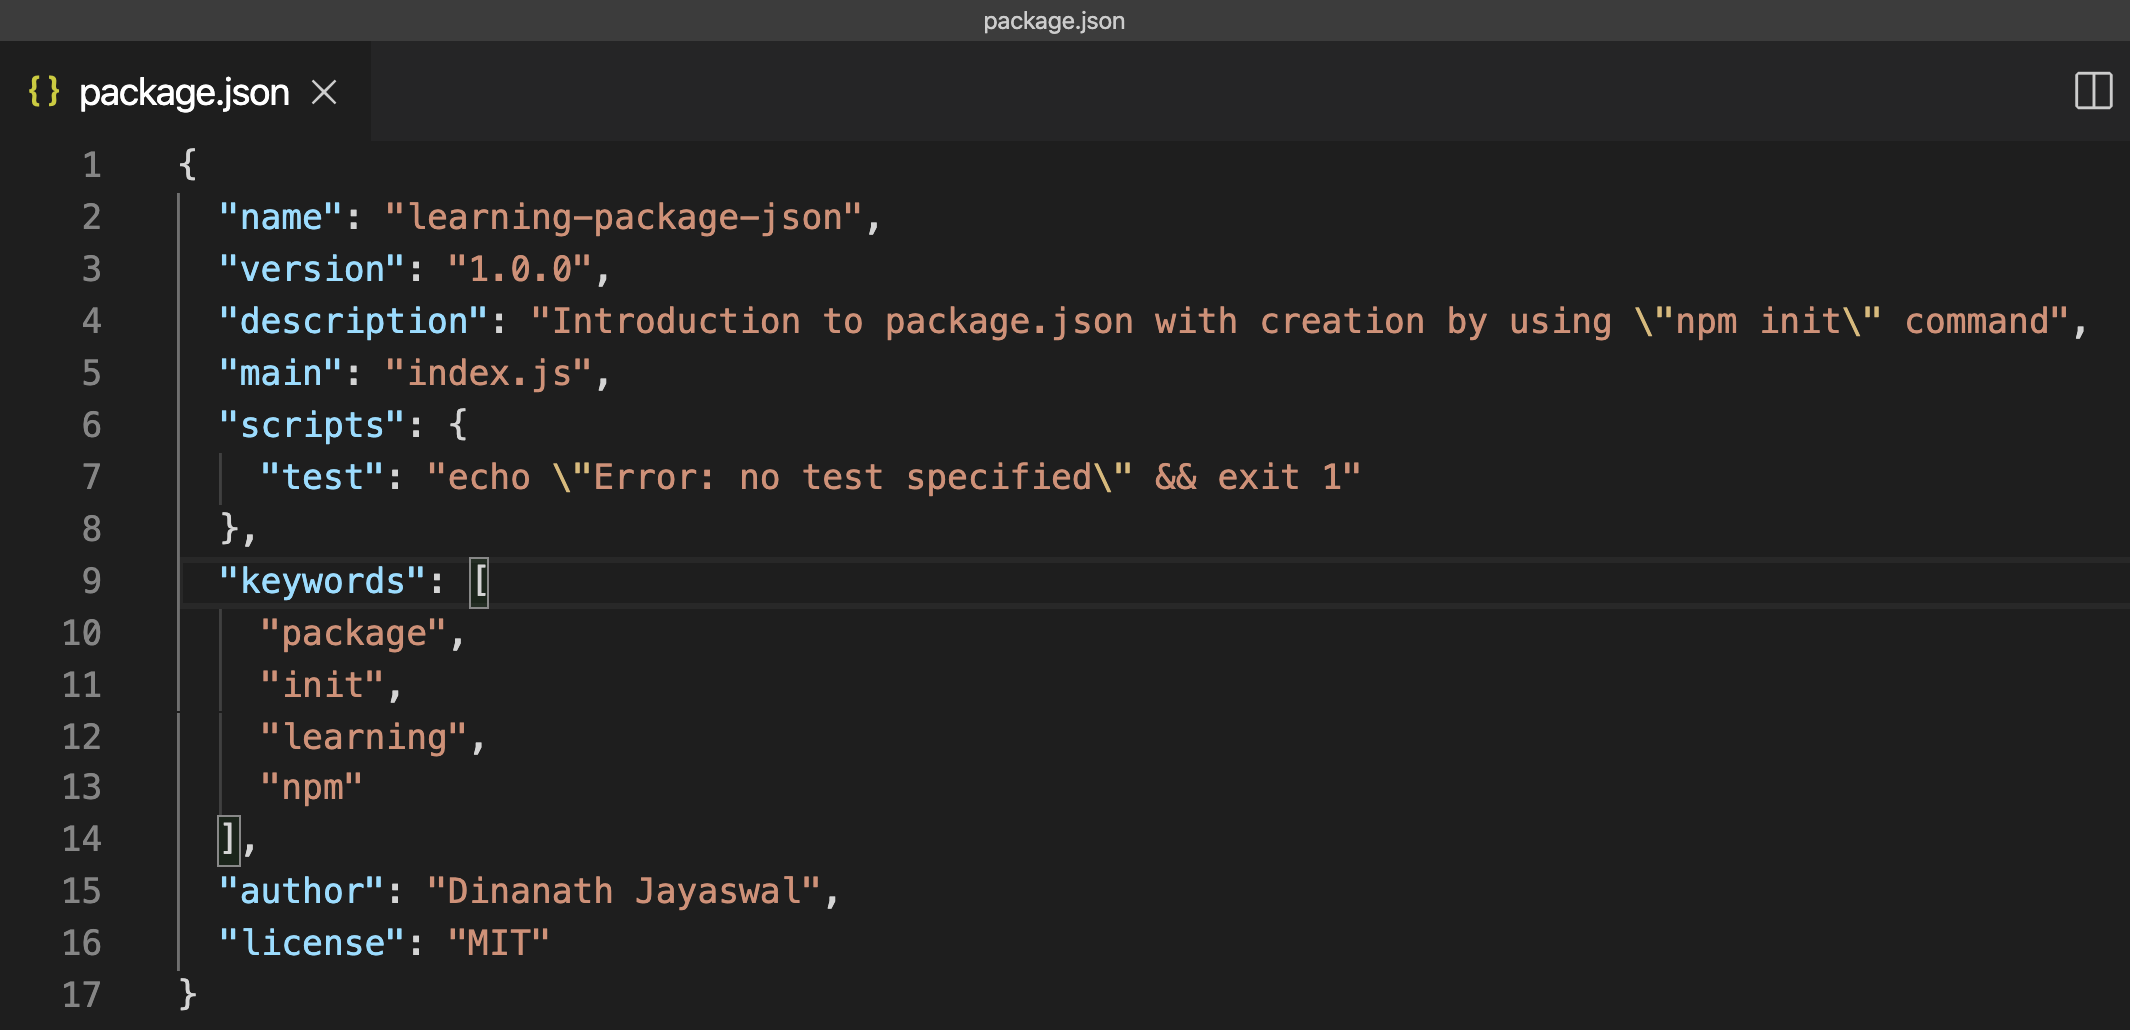 package.json
{} package.json ×
1 {
2   "name": "learning-package-json",
3   "version": "1.0.0",
4   "description": "Introduction to package.json with creation by using \"npm init\" command",
5   "main": "index.js",
6   "scripts": {
7     "test": "echo \"Error: no test specified\" && exit 1"
8   },
9   "keywords": [
10     "package",
11     "init",
12     "learning",
13     "npm"
14   ],
15   "author": "Dinanath Jayaswal",
16   "license": "MIT"
17 }